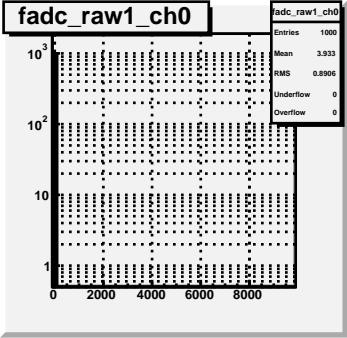 fadc_raw1_ch0
fadc_raw1_ch0
Entries 1000
Mean 3.933
RMS 0.8906
Underflow 0
Overflow 0
10³
10²
10
1
0 2000 4000 6000 8000